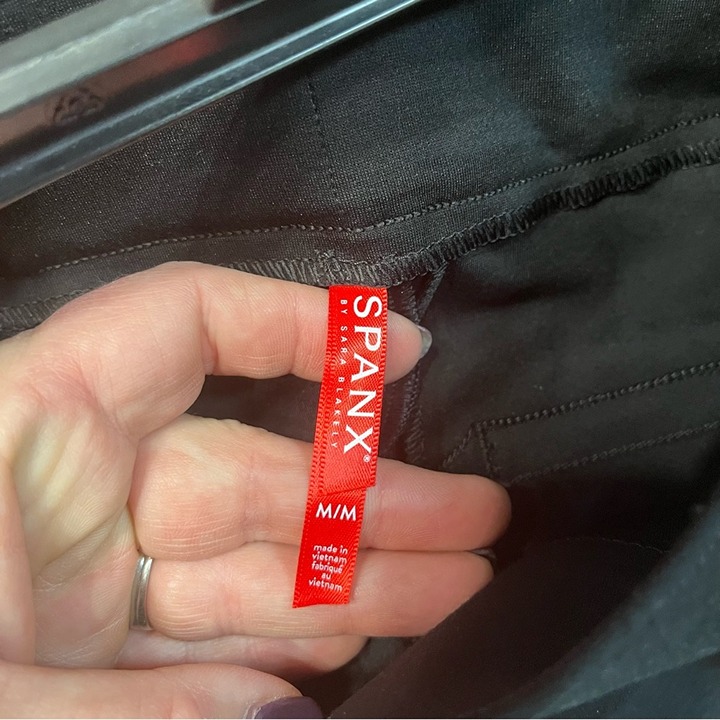 SPANX®
BY SARA BLAKELY
M/M
made in
vietnam
fabriqué
au
vietnam